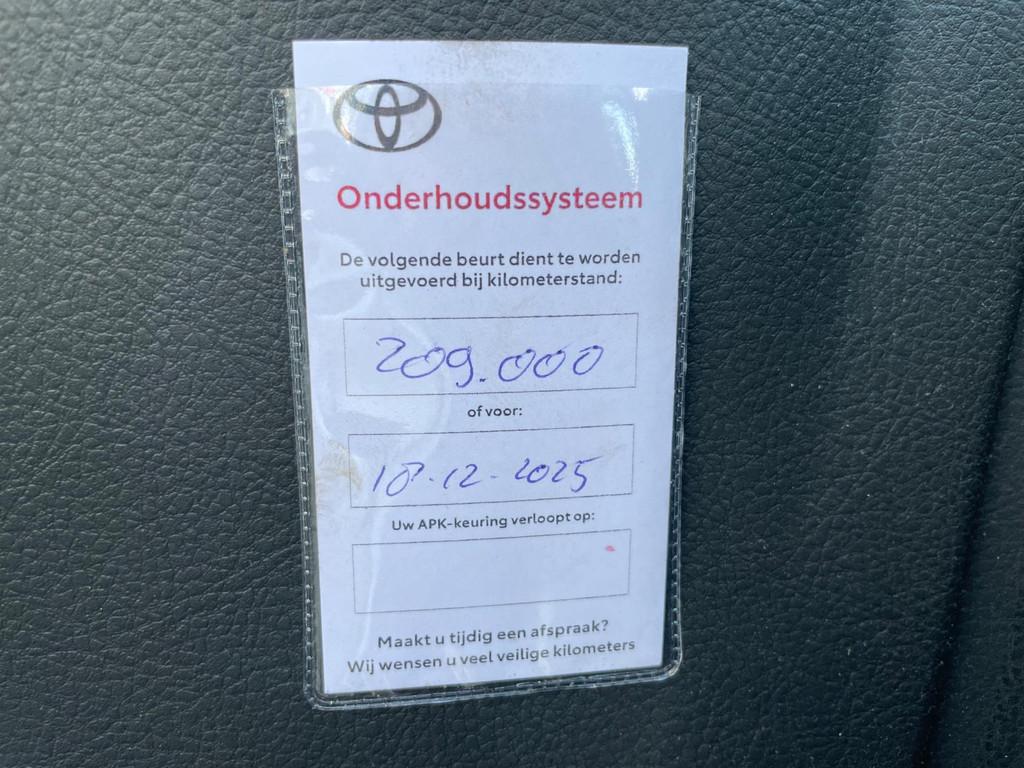 Onderhoudssysteem
De volgende beurt dient te worden
uitgevoerd bij kilometerstand:
209.000
of voor:
18-12-2025
Uw APK-keuring verloopt op:
Maakt u tijdig een afspraak?
Wij wensen u veel veilige kilometers